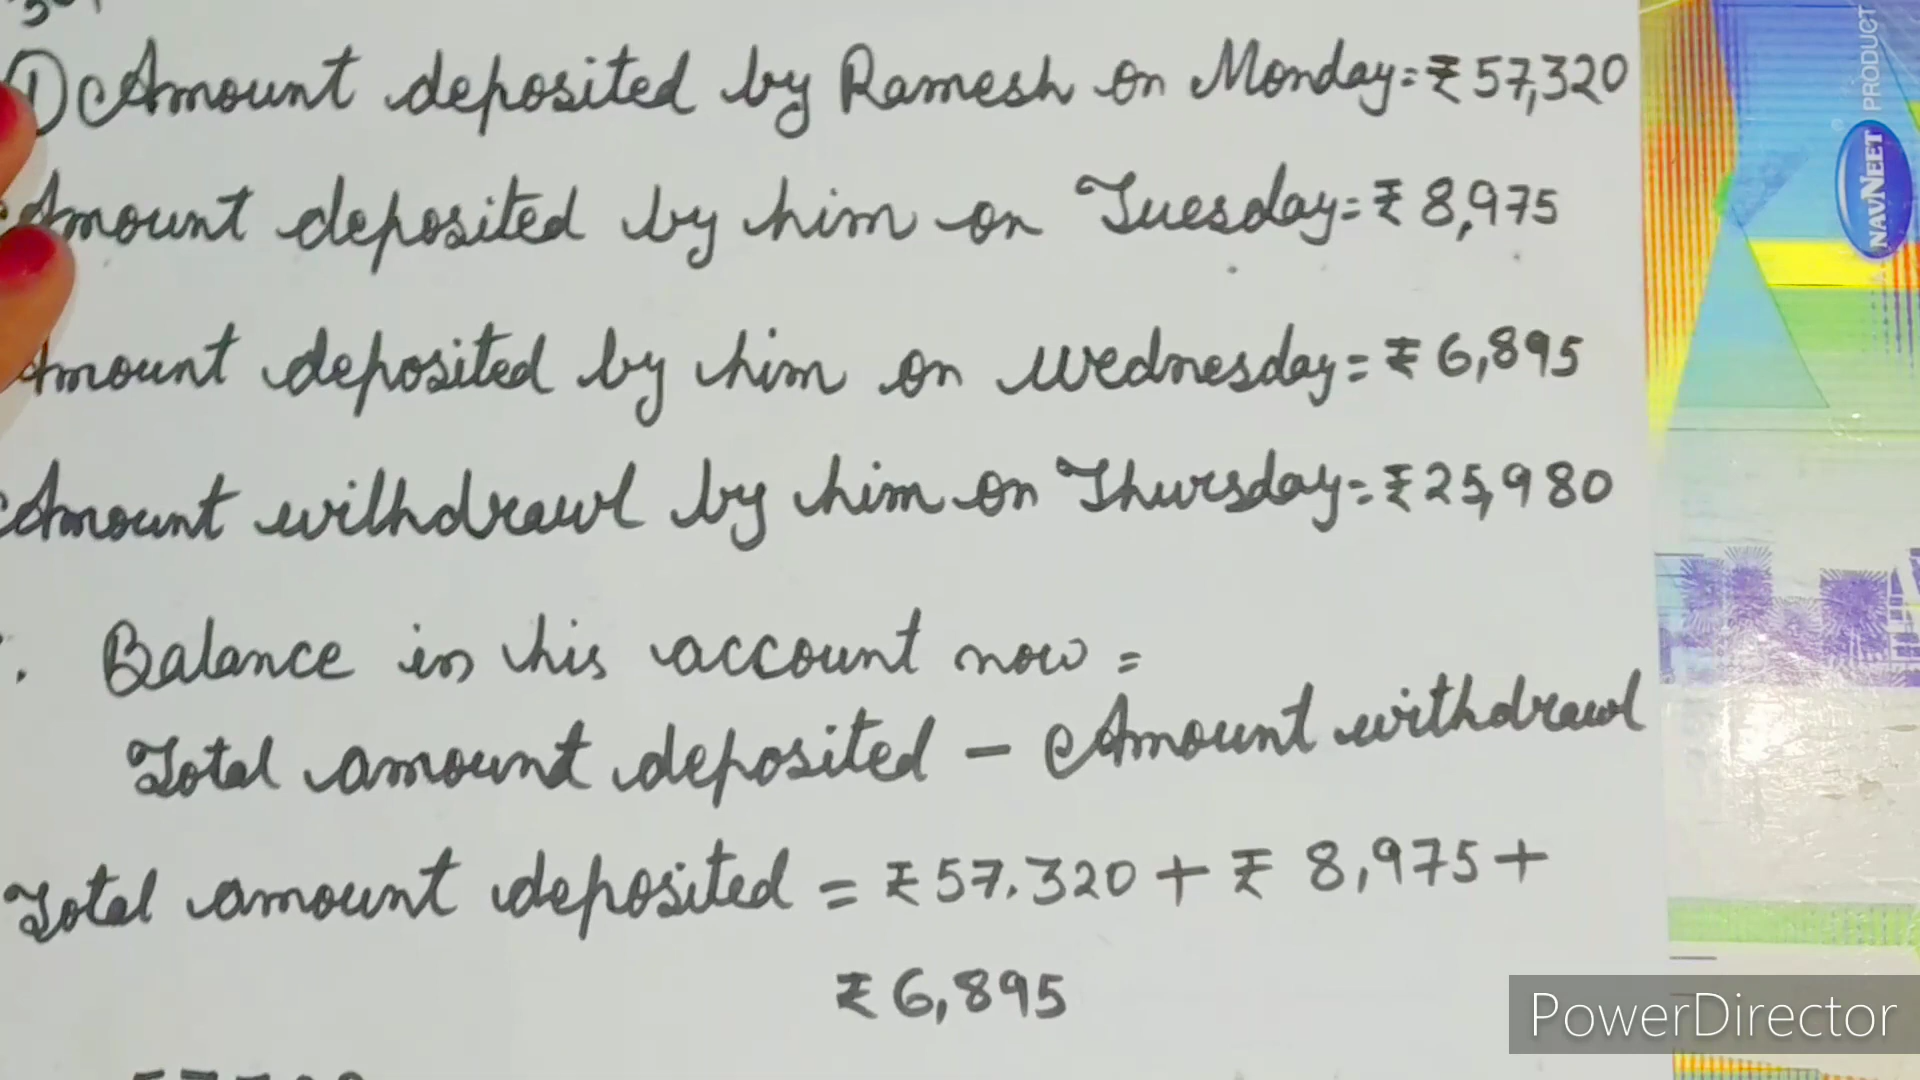 ① Amount deposited by Ramesh on Monday = ₹ 57,320
Amount deposited by him on Tuesday = ₹ 8,975
Amount deposited by him on wednesday = ₹ 6,895
Amount withdrawl by him on Thursday = ₹ 25,980
Balance in his account now =
Total amount deposited - Amount withdrawl
Total amount deposited = ₹ 57.320 + ₹ 8,975 +
₹ 6,895
NAVNEET
PRODUCT
PowerDirector